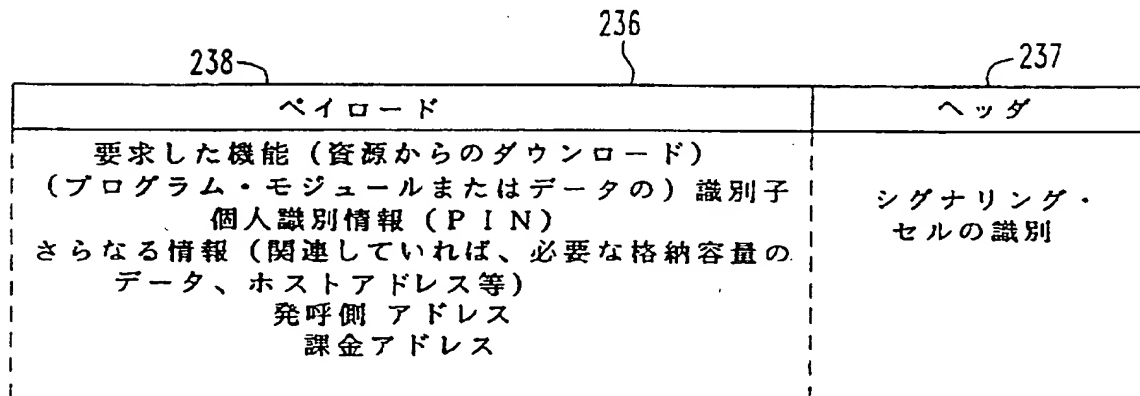 236
238
237
ペイロード
ヘッダ
要求した機能（資源からのダウンロード）
（プログラム・モジュールまたはデータの）識別子
個人識別情報（PIN）
さらなる情報（関連していれば、必要な格納容量の
データ、ホストアドレス等）
発呼側 アドレス
課金アドレス
シグナリング・
セルの識別